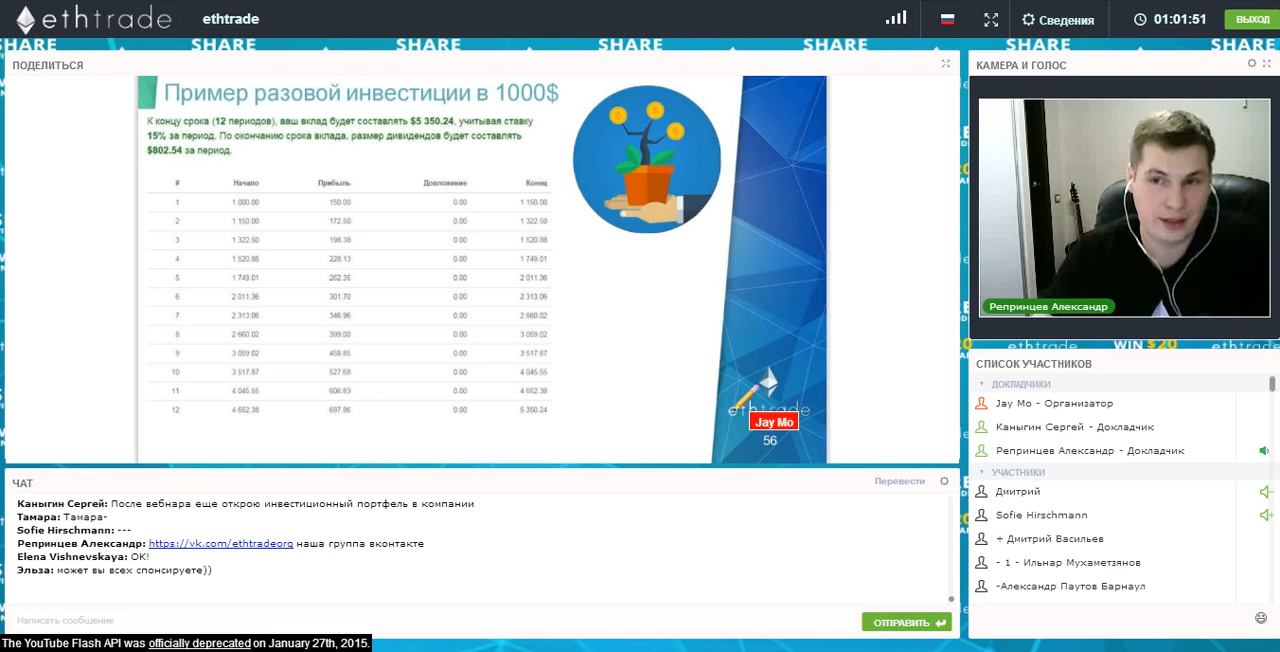 ethtrade
ethtrade
Сведения
01:01:51
ВЫХОД
SHARE SHARE SHARE SHARE SHARE SHARE SHARE
ПОДЕЛИТЬСЯ
Пример разовой инвестиции в 1000$
К концу срока (12 периодов), ваш вклад будет составлять $5 350.24, учитывая ставку
15% за период. По окончанию срока вклада, размер дивидендов будет составлять
$802.54 за период.
# Начало Прибыль Довложение Конец
1 1 000.00 150.00 0.00 1 150.00
2 1 150.00 172.50 0.00 1 322.50
3 1 322.50 198.38 0.00 1 520.88
4 1 520.88 228.13 0.00 1 749.01
5 1 749.01 262.35 0.00 2 011.36
6 2 011.36 301.70 0.00 2 313.06
7 2 313.06 346.96 0.00 2 660.02
8 2 660.02 399.00 0.00 3 059.02
9 3 059.02 458.85 0.00 3 517.87
10 3 517.87 527.68 0.00 4 045.55
11 4 045.55 606.83 0.00 4 652.38
12 4 652.38 697.86 0.00 5 350.24
ethtrade
Jay Mo
56
КАМЕРА И ГОЛОС
Репринцев Александр
ethtrade WIN $20 ethtrade
СПИСОК УЧАСТНИКОВ
ДОКЛАДЧИКИ
Jay Mo - Организатор
Каныгин Сергей - Докладчик
Репринцев Александр - Докладчик
УЧАСТНИКИ
Дмитрий
Sofie Hirschmann
+ Дмитрий Васильев
- 1 - Ильнар Мухаметзянов
-Александр Паутов Барнаул
ЧАТ
Перевести
Каныгин Сергей: После вебнара еще открою инвестиционный портфель в компании
Тамара: Тамара-
Sofie Hirschmann: ---
Репринцев Александр: https://vk.com/ethtradeorg наша группа вконтакте
Elena Vishnevskaya: OK!
Эльза: может вы всех спонсируете))
Написать сообщение
ОТПРАВИТЬ
The YouTube Flash API was officially deprecated on January 27th, 2015.